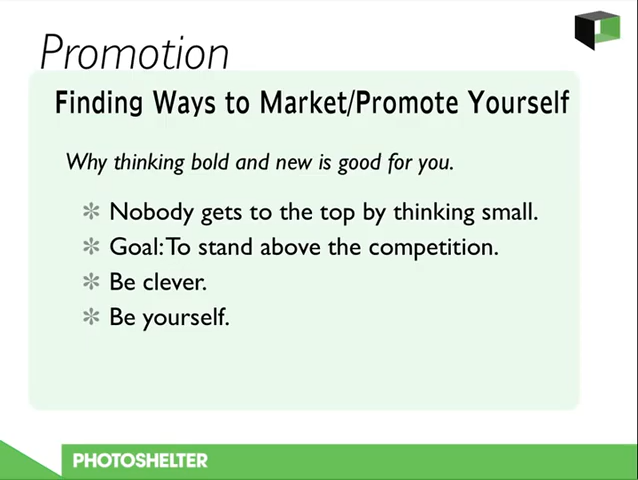 Promotion
Finding Ways to Market/Promote Yourself
Why thinking bold and new is good for you.
✼ Nobody gets to the top by thinking small.
✼ Goal: To stand above the competition.
✼ Be clever.
✼ Be yourself.
PHOTOSHELTER